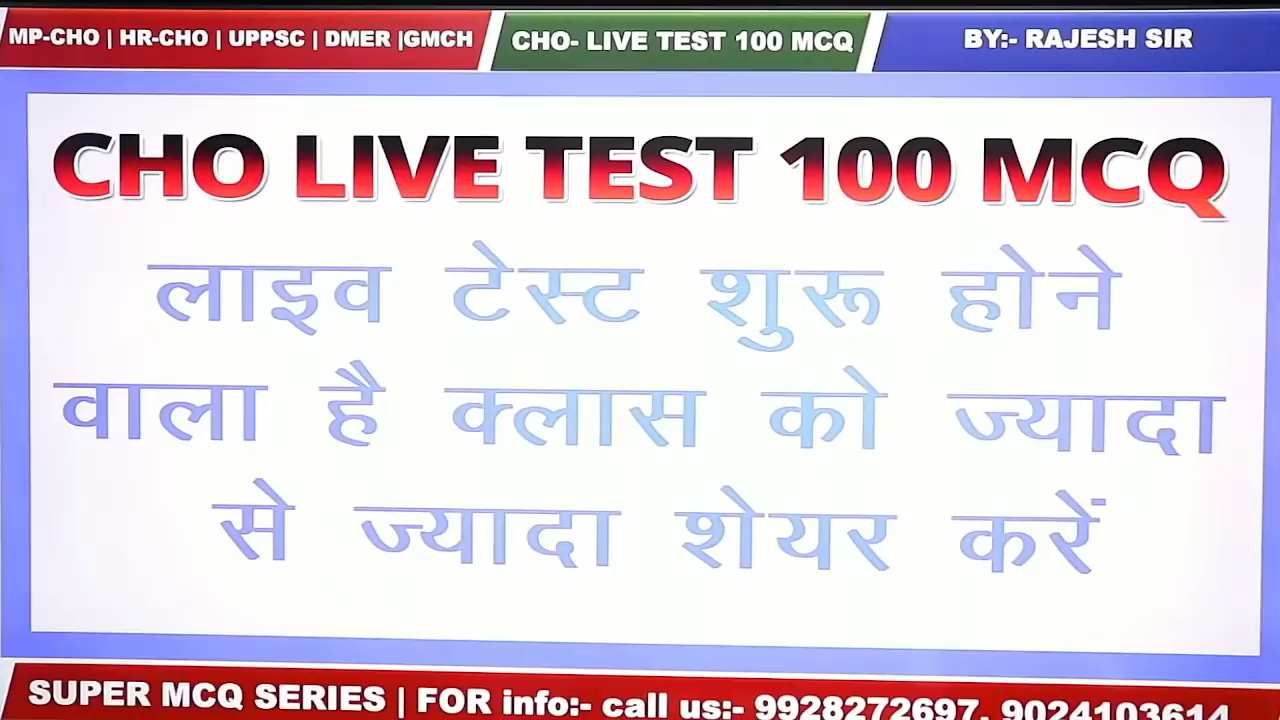 MP-CHO | HR-CHO | UPPSC | DMER |GMCH
CHO- LIVE TEST 100 MCQ
BY:- RAJESH SIR
CHO LIVE TEST 100 MCQ
लाइव टेस्ट शुरू होने
वाला है क्लास को ज्यादा
से ज्यादा शेयर करें
SUPER MCQ SERIES | FOR info:- call us:- 9928272697, 9024103614